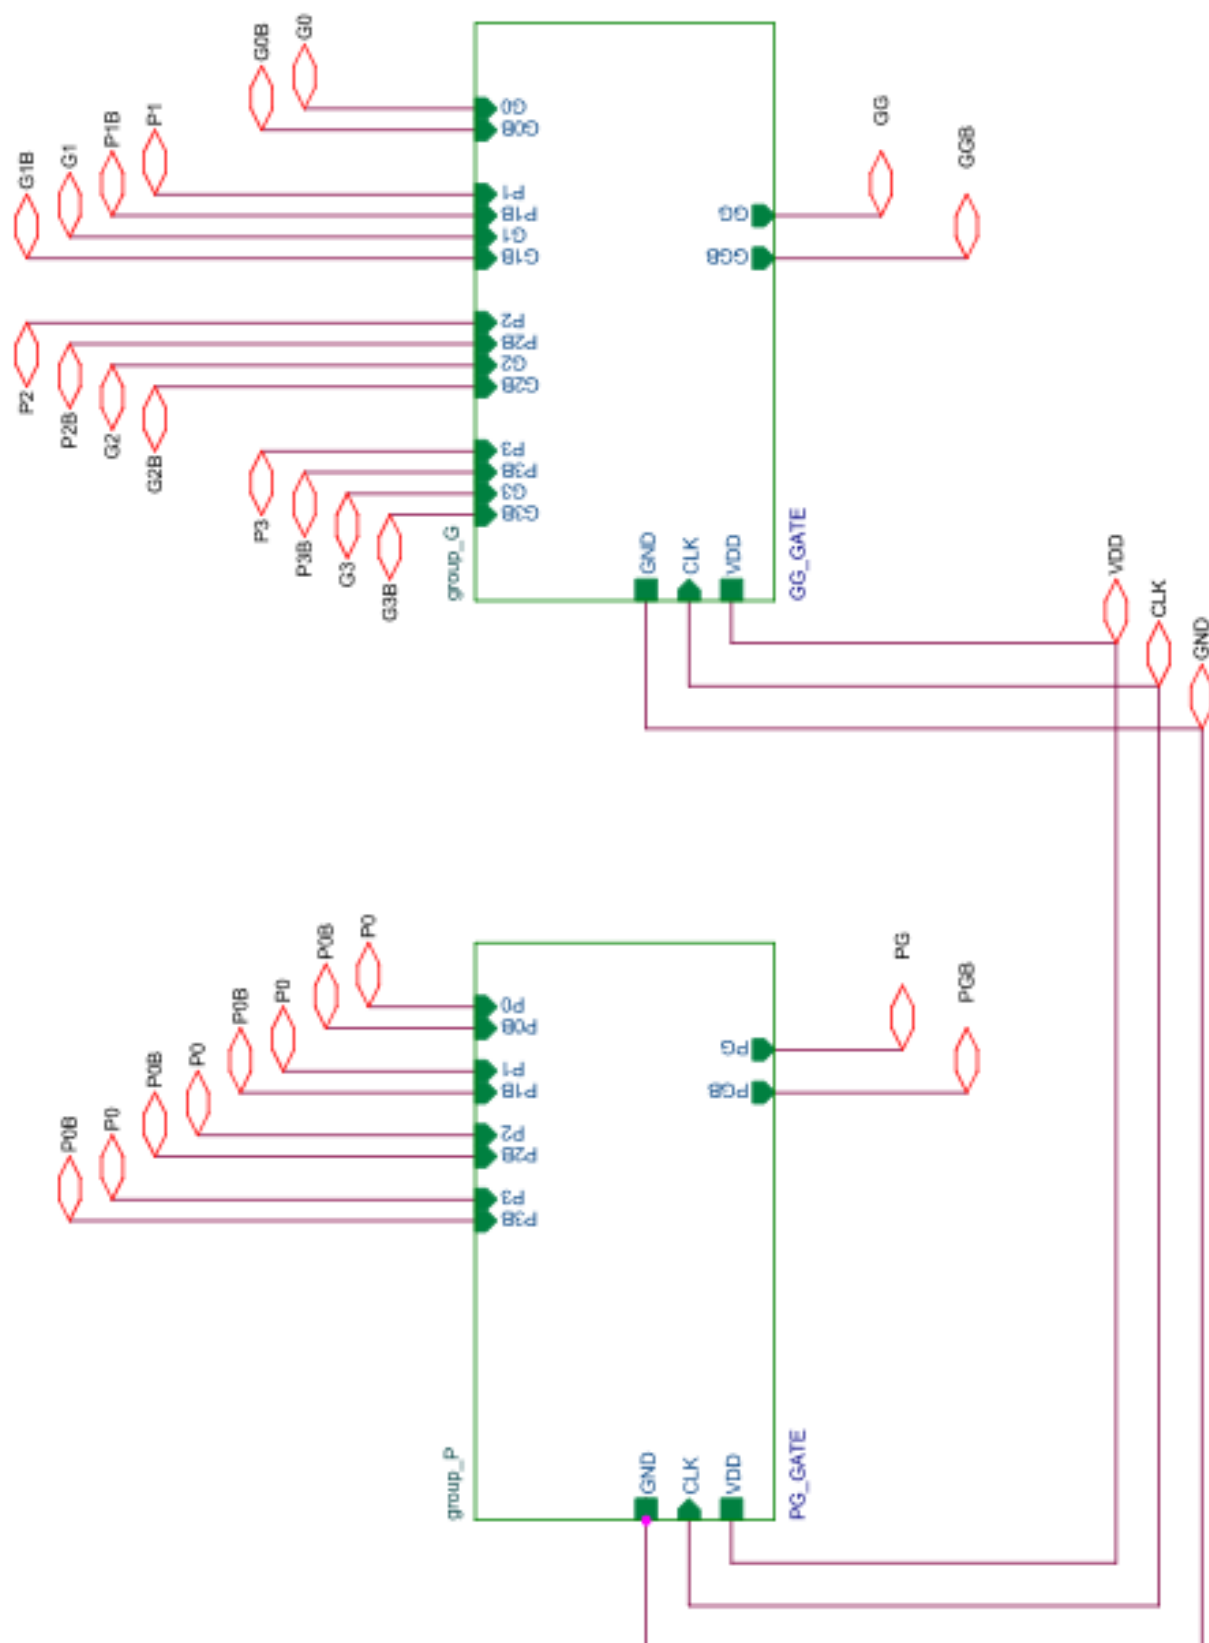 G0
G0B
P1
P1B
G1
G1B
P2
P2B
G2
G2B
P3
P3B
G3
G3B
G0
G0B
P1
P1B
G1
G1B
P2
P2B
G2
G2B
P3
P3B
G3
G3B
GG
GGB
GG
GGB
group_G
GND
CLK
VDD
GG_GATE
VDD
CLK
GND
P0
P0B
P0
P0B
P0
P0B
P0
P0B
P0
P0B
P1
P1B
P2
P2B
P3
P3B
PG
PGB
PG
PGB
group_P
GND
CLK
VDD
PG_GATE